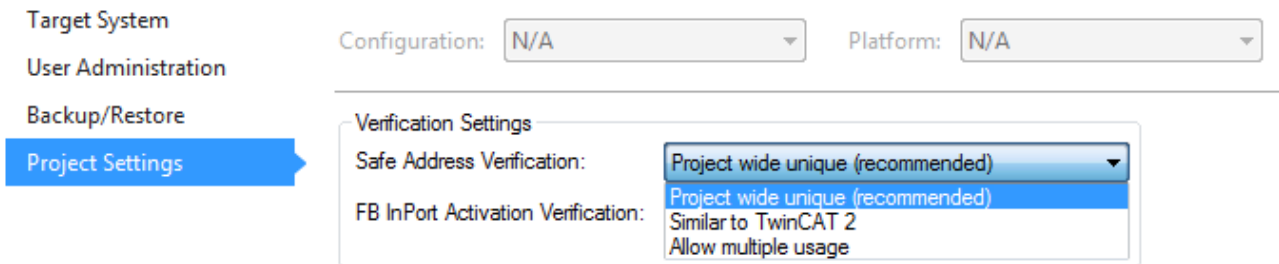 Target System
User Administration
Backup/Restore
Project Settings
Configuration: N/A Platform: N/A
Verification Settings
Safe Address Verification: Project wide unique (recommended)
Project wide unique (recommended)
FB InPort Activation Verification:
Similar to TwinCAT 2
Allow multiple usage